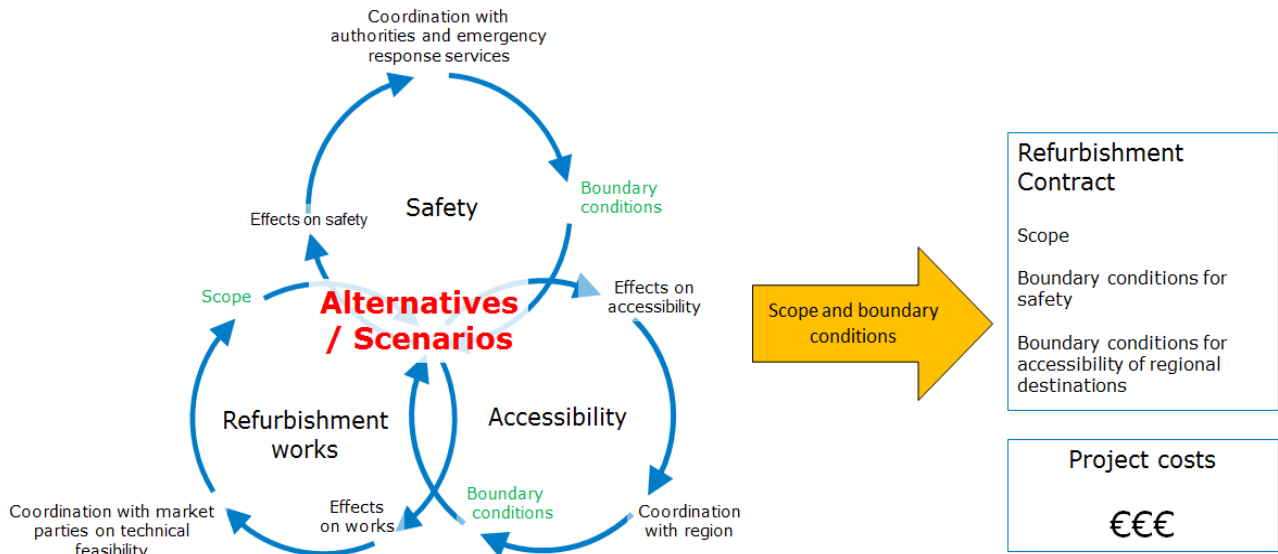 Coordination with
authorities and emergency
response services
Safety
Boundary
conditions
Effects on safety
Scope
Alternatives
/ Scenarios
Effects on
accessibility
Refurbishment
works
Accessibility
Coordination with market
parties on technical
feasibility
Effects
on works
Boundary
conditions
Coordination
with region
Scope and boundary
conditions
Refurbishment
Contract
Scope
Boundary conditions for
safety
Boundary conditions for
accessibility of regional
destinations
Project costs
€€€